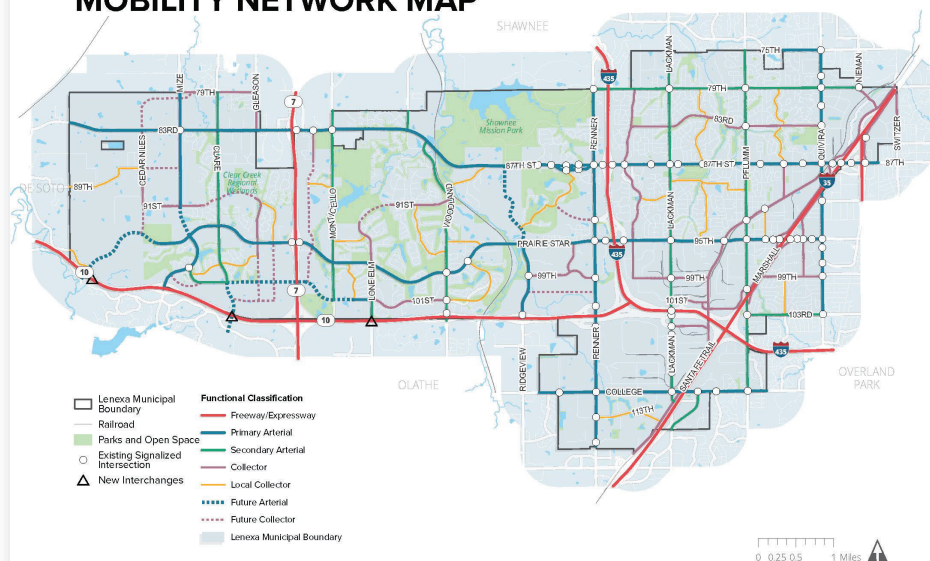 MOBILITY NETWORK MAP
SHAWNEE
75TH
LACKMAN
NIEMAN
MIZE
GLEASON
435
79TH
79TH
7
RENNER
83RD
SWITZER
Shawnee
Mission Park
83RD
QUIVIRA
CEDAR NILES
CLARE
87TH ST
87TH ST
PFLUMM
87TH
Clear Creek
Regional
Wetlands
35
DE SOTO
89TH
MONTICELLO
WOODLAND
91ST
91ST
LACKMAN
PRAIRIE STAR
95TH
435
MARSHALL
10
LONE ELM
99TH
99TH
99TH
7
101ST
101ST
10
103RD
RENNER
LACKMAN
SANTA FE TRAIL
435
RIDGEVIEW
OLATHE
OVERLAND
PARK
COLLEGE
113TH
Lenexa Municipal
Boundary
Railroad
Parks and Open Space
Existing Signalized
Intersection
New Interchanges
Functional Classification
Freeway/Expressway
Primary Arterial
Secondary Arterial
Collector
Local Collector
Future Arterial
Future Collector
Lenexa Municipal Boundary
0 0.25 0.5 1 Miles